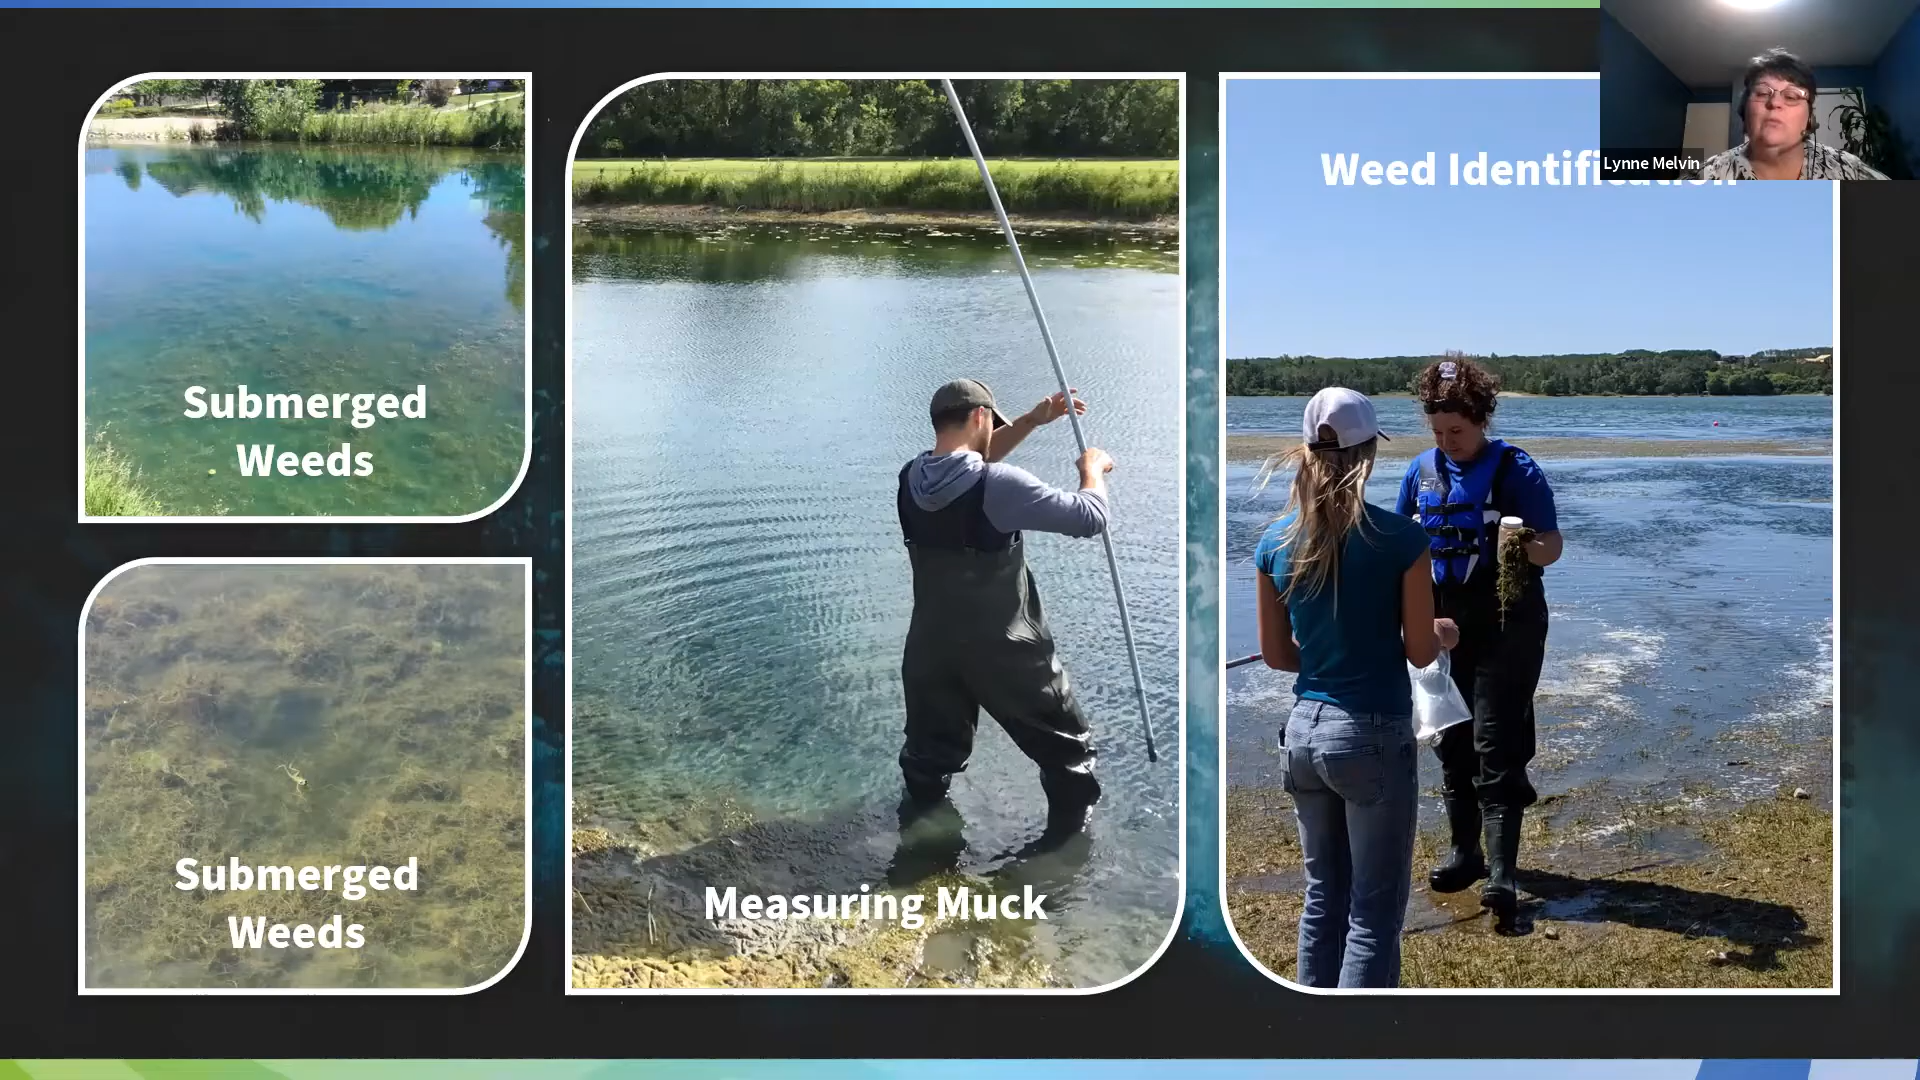 Submerged
Weeds
Submerged
Weeds
Measuring Muck
Weed Identification
Lynne Melvin